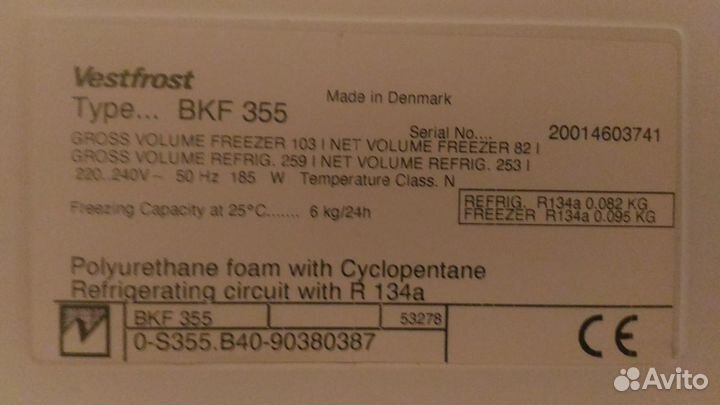 Vestfrost
Type... BKF 355
Made in Denmark
Serial No.... 20014603741
GROSS VOLUME FREEZER 103 l NET VOLUME FREEZER 82 l
GROSS VOLUME REFRIG. 259 l NET VOLUME REFRIG. 253 l
220..240V~ 50 Hz 185 W Temperature Class. N
Freezing Capacity at 25°C....... 6 kg/24h
REFRIG. R134a 0.082 KG
FREEZER R134a 0.095 KG
Polyurethane foam with Cyclopentane
Refrigerating circuit with R 134a
BKF 355 53278
0-S355.B40-90380387
CE
Avito